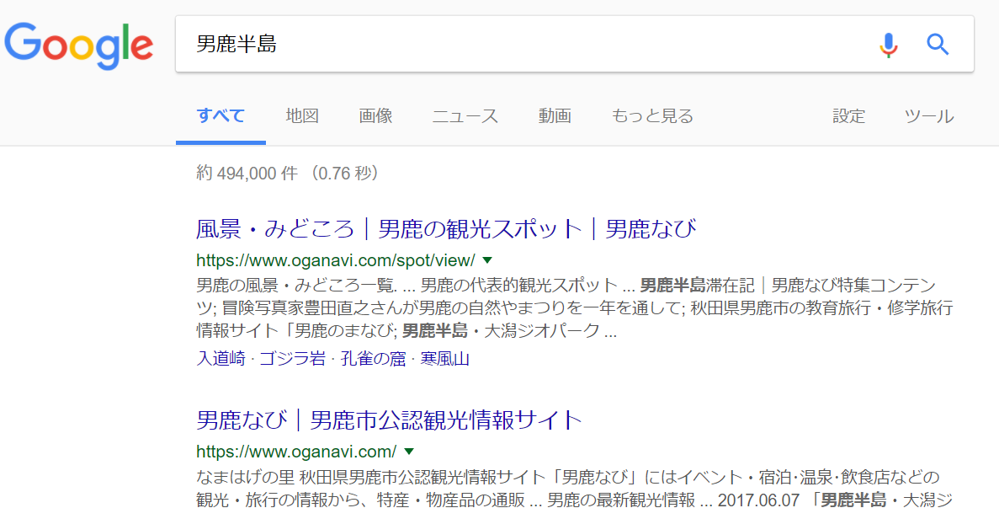 Google 男鹿半島
すべて 地図 画像 ニュース 動画 もっと見る 設定 ツール
約 494,000 件 (0.76 秒)
風景・みどころ｜男鹿の観光スポット｜男鹿なび
https://www.oganavi.com/spot/view/ ▼
男鹿の風景・みどころ一覧. ... 男鹿の代表的観光スポット ... 男鹿半島滞在記｜男鹿なび特集コンテン
ツ; 冒険写真家豊田直之さんが男鹿の自然やまつりを一年を通して; 秋田県男鹿市の教育旅行・修学旅行
情報サイト「男鹿のまなび; 男鹿半島・大潟ジオパーク ...
入道崎 · ゴジラ岩 · 孔雀の窟 · 寒風山
男鹿なび｜男鹿市公認観光情報サイト
https://www.oganavi.com/ ▼
なまはげの里 秋田県男鹿市公認観光情報サイト「男鹿なび」にはイベント・宿泊･温泉･飲食店などの
観光・旅行の情報から、特産・物産品の通販 ... 男鹿の最新観光情報 ... 2017.06.07 「男鹿半島・大潟ジ